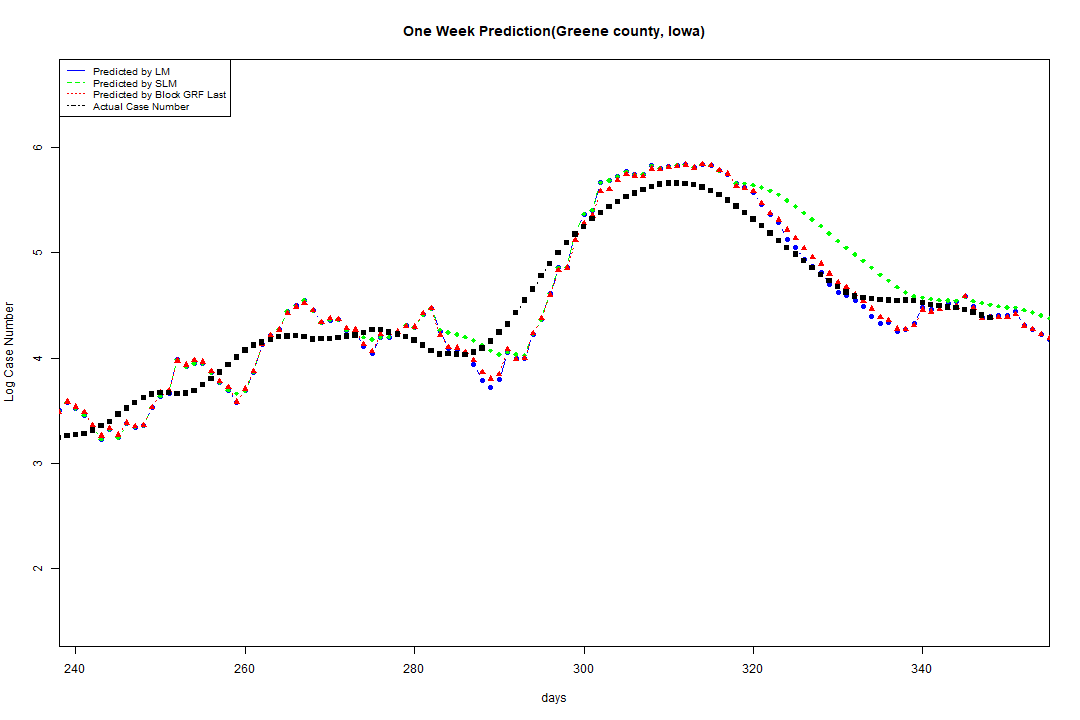 One Week Prediction(Greene county, Iowa)
Predicted by LM
Predicted by SLM
Predicted by Block GRF Last
Actual Case Number
6
5
4
3
2
Log Case Number
240 260 280 300 320 340
days